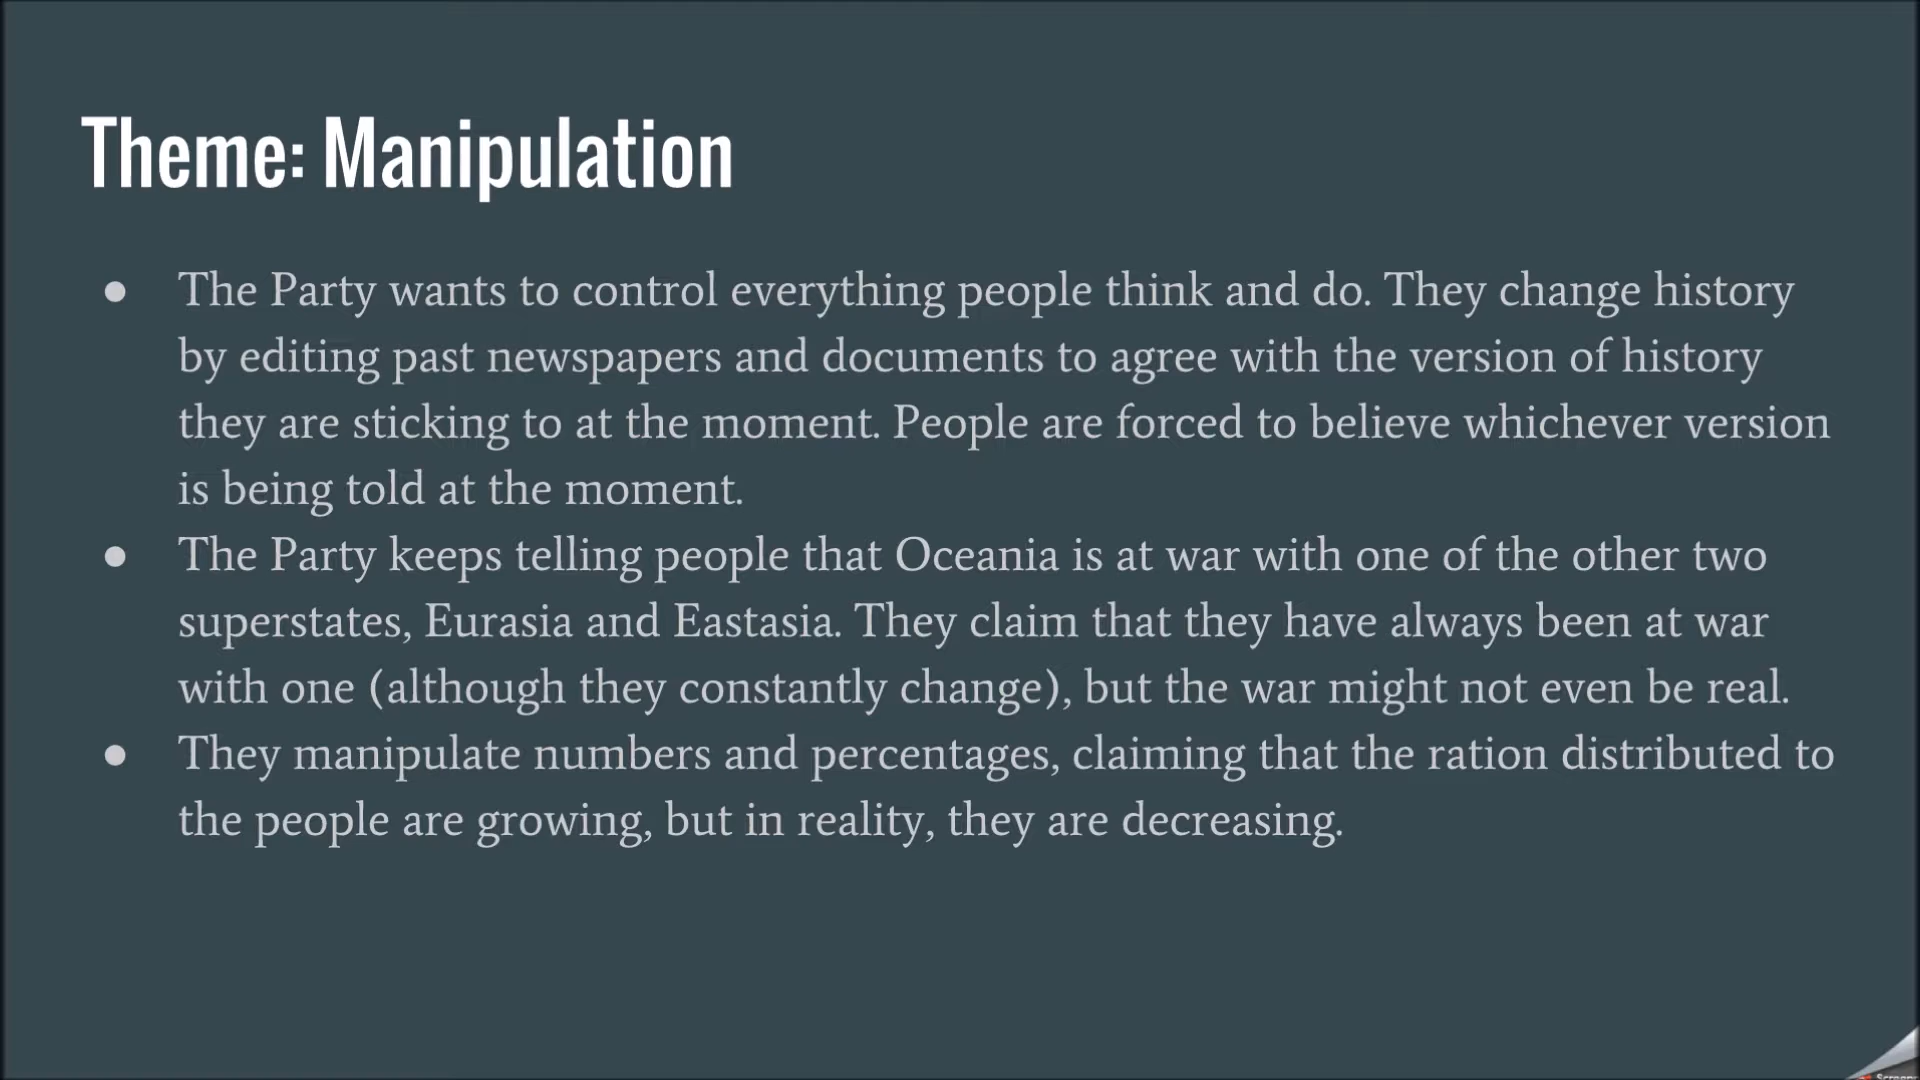 Theme: Manipulation
● The Party wants to control everything people think and do. They change history
by editing past newspapers and documents to agree with the version of history
they are sticking to at the moment. People are forced to believe whichever version
is being told at the moment.
● The Party keeps telling people that Oceania is at war with one of the other two
superstates, Eurasia and Eastasia. They claim that they have always been at war
with one (although they constantly change), but the war might not even be real.
● They manipulate numbers and percentages, claiming that the ration distributed to
the people are growing, but in reality, they are decreasing.